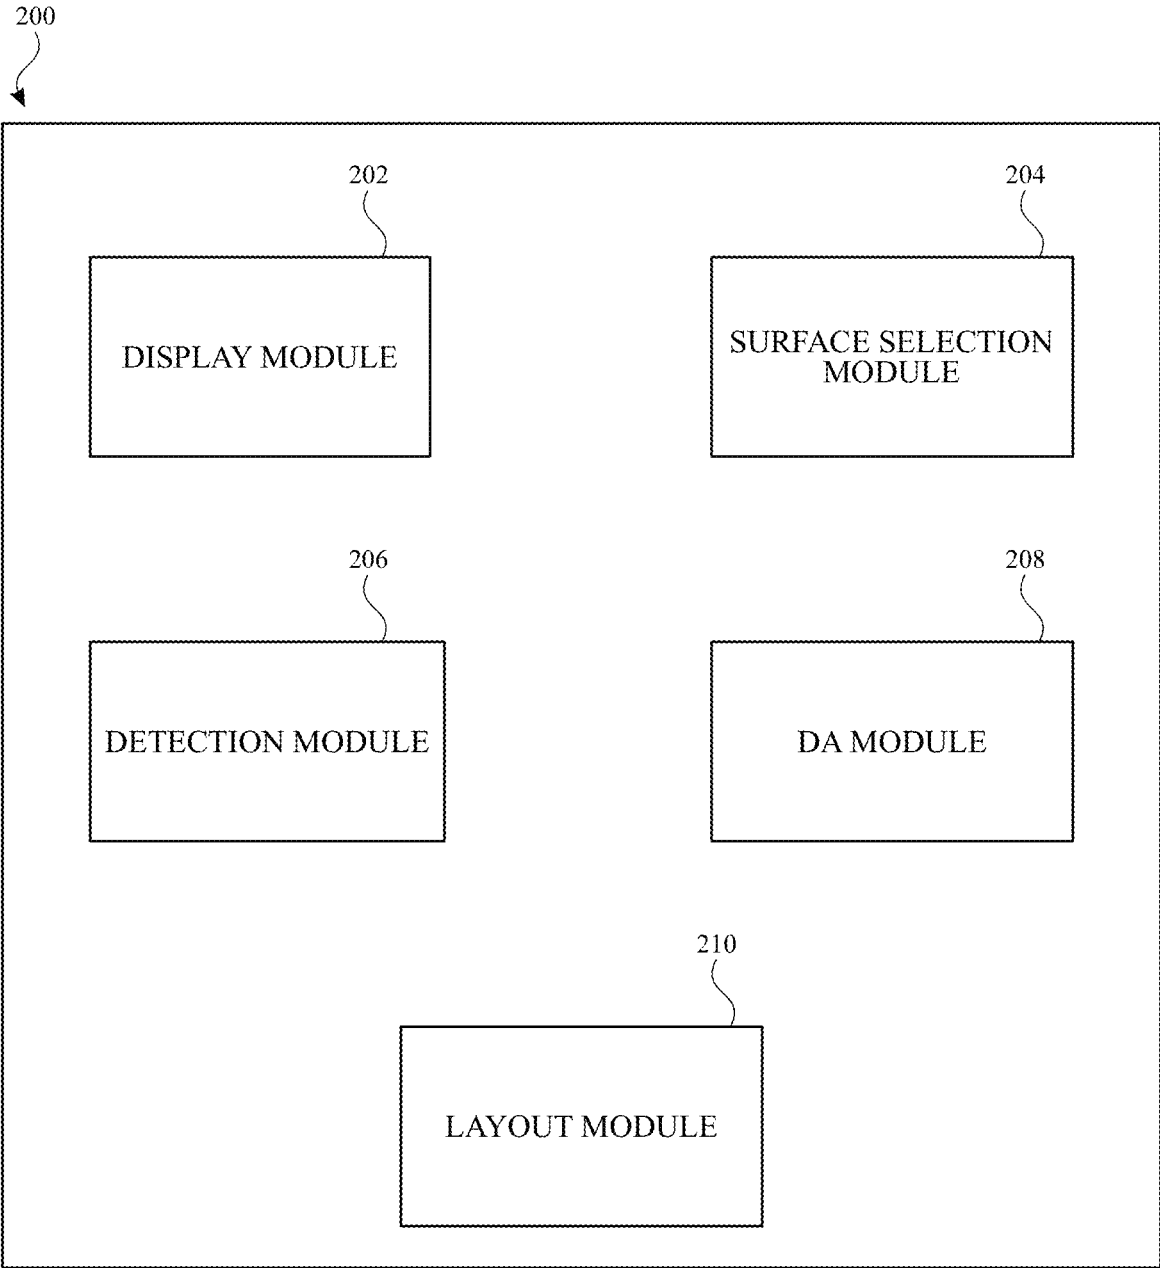 200
202
204
DISPLAY MODULE
SURFACE SELECTION
MODULE
206
208
DETECTION MODULE
DA MODULE
210
LAYOUT MODULE